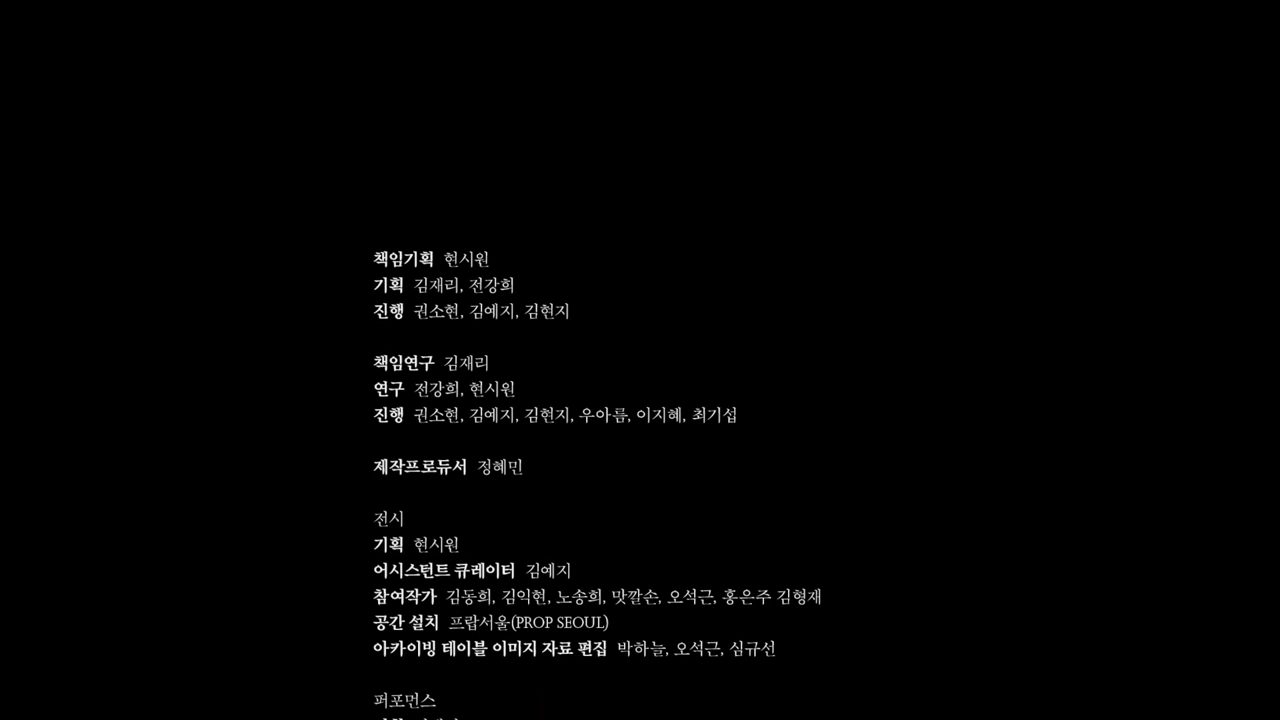 책임기획 현시원
기획 김재리, 전강희
진행 권소현, 김예지, 김현지
책임연구 김재리
연구 전강희, 현시원
진행 권소현, 김예지, 김현지, 우아름, 이지혜, 최기섭
제작프로듀서 정혜민
전시
기획 현시원
어시스턴트 큐레이터 김예지
참여작가 김동희, 김익현, 노송희, 맛깔손, 오석근, 홍은주 김형재
공간 설치 프랍서울(PROP SEOUL)
아카이빙 테이블 이미지 자료 편집 박하늘, 오석근, 심규선
퍼포먼스